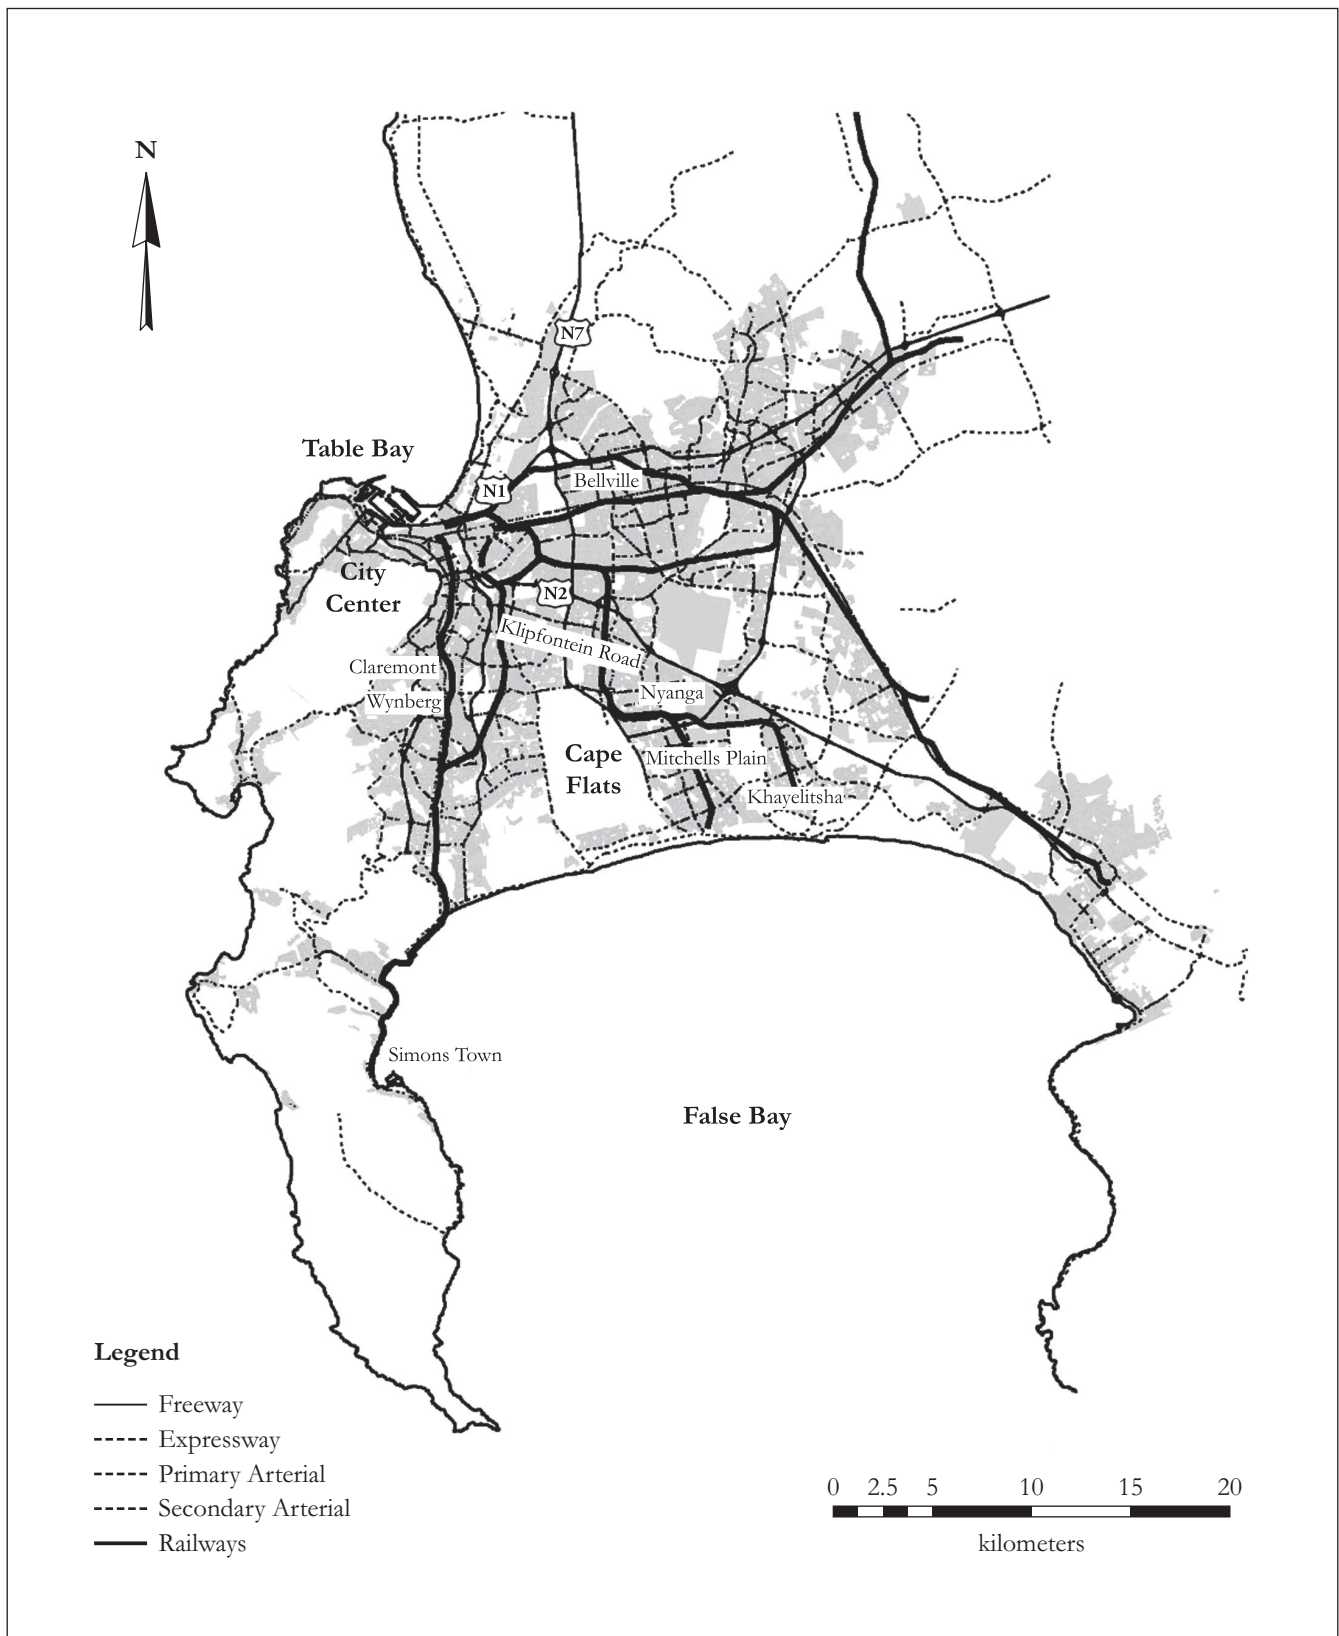 N
N7
Table Bay
N1
Bellville
City
Center
N2
Klipfontein Road
Claremont
Nyanga
Wynberg
Cape
Flats
Mitchells Plain
Khayelitsha
Simons Town
False Bay
Legend
Freeway
Expressway
Primary Arterial
Secondary Arterial
Railways
0 2.5 5 10 15 20
kilometers